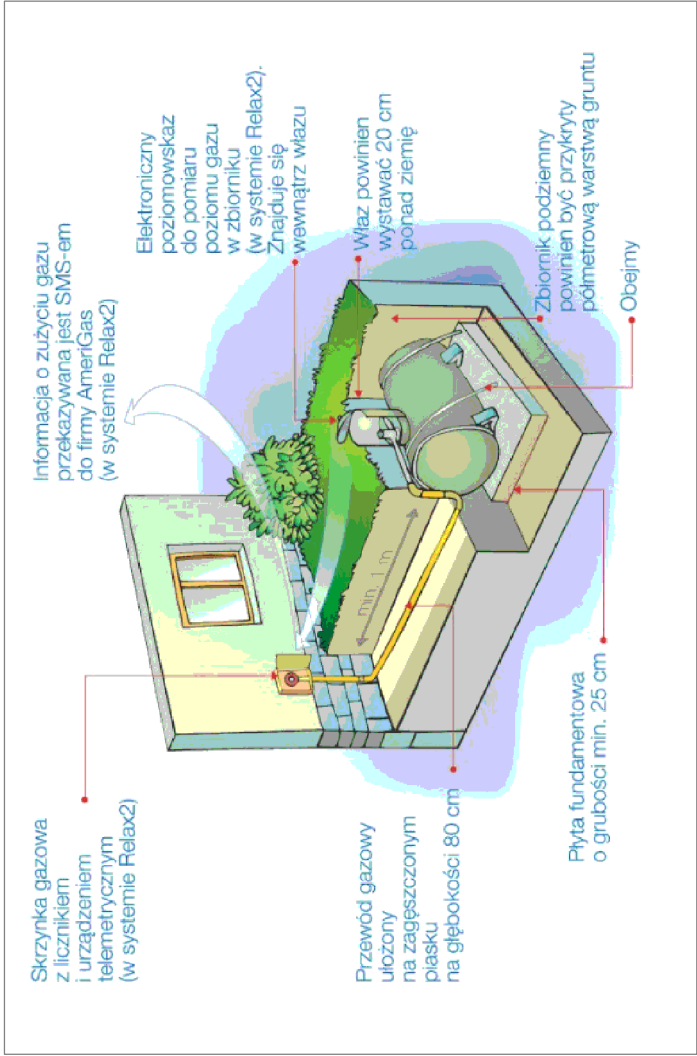 Skrzynka gazowa
z licznikiem
i urządzeniem
telemetrycznym
(w systemie Relax2)
Informacja o zużyciu gazu
przekazywana jest SMS-em
do firmy AmeriGas
(w systemie Relax2)
Elektroniczny
poziomowskaz
do pomiaru
poziomu gazu
w zbiorniku
(w systemie Relax2).
Znajduje się
wewnątrz włazu
Właz powinien
wystawać 20 cm
ponad ziemię
min. 1 m
Przewód gazowy
ułożony
na zagęszczonym
piasku
na głębokości 80 cm
Płyta fundamentowa
o grubości min. 25 cm
Zbiornik podziemny
powinien być przykryty
półmetrową warstwą gruntu
Obejmy